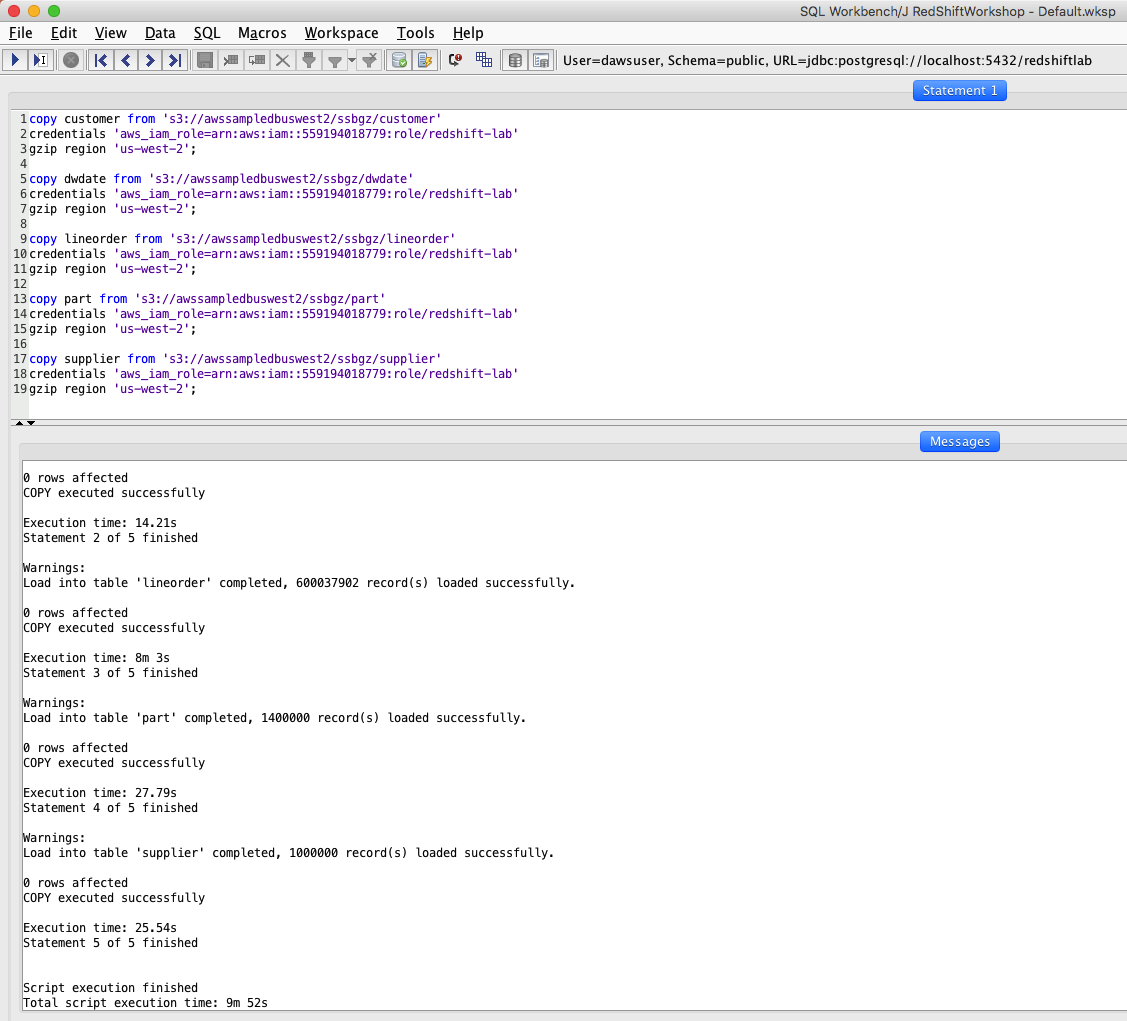 SQL Workbench/J RedShiftWorkshop - Default.wksp
File Edit View Data SQL Macros Workspace Tools Help
User=dawsuser, Schema=public, URL=jdbc:postgresql://localhost:5432/redshiftlab
Statement 1
1 copy customer from 's3://awssampledbuswest2/ssbgz/customer'
2 credentials 'aws_iam_role=arn:aws:iam::559194018779:role/redshift-lab'
3 gzip region 'us-west-2';
4
5 copy dwdate from 's3://awssampledbuswest2/ssbgz/dwdate'
6 credentials 'aws_iam_role=arn:aws:iam::559194018779:role/redshift-lab'
7 gzip region 'us-west-2';
8
9 copy lineorder from 's3://awssampledbuswest2/ssbgz/lineorder'
10 credentials 'aws_iam_role=arn:aws:iam::559194018779:role/redshift-lab'
11 gzip region 'us-west-2';
12
13 copy part from 's3://awssampledbuswest2/ssbgz/part'
14 credentials 'aws_iam_role=arn:aws:iam::559194018779:role/redshift-lab'
15 gzip region 'us-west-2';
16
17 copy supplier from 's3://awssampledbuswest2/ssbgz/supplier'
18 credentials 'aws_iam_role=arn:aws:iam::559194018779:role/redshift-lab'
19 gzip region 'us-west-2';
Messages
0 rows affected
COPY executed successfully
Execution time: 14.21s
Statement 2 of 5 finished
Warnings:
Load into table 'lineorder' completed, 600037902 record(s) loaded successfully.
0 rows affected
COPY executed successfully
Execution time: 8m 3s
Statement 3 of 5 finished
Warnings:
Load into table 'part' completed, 1400000 record(s) loaded successfully.
0 rows affected
COPY executed successfully
Execution time: 27.79s
Statement 4 of 5 finished
Warnings:
Load into table 'supplier' completed, 1000000 record(s) loaded successfully.
0 rows affected
COPY executed successfully
Execution time: 25.54s
Statement 5 of 5 finished
Script execution finished
Total script execution time: 9m 52s